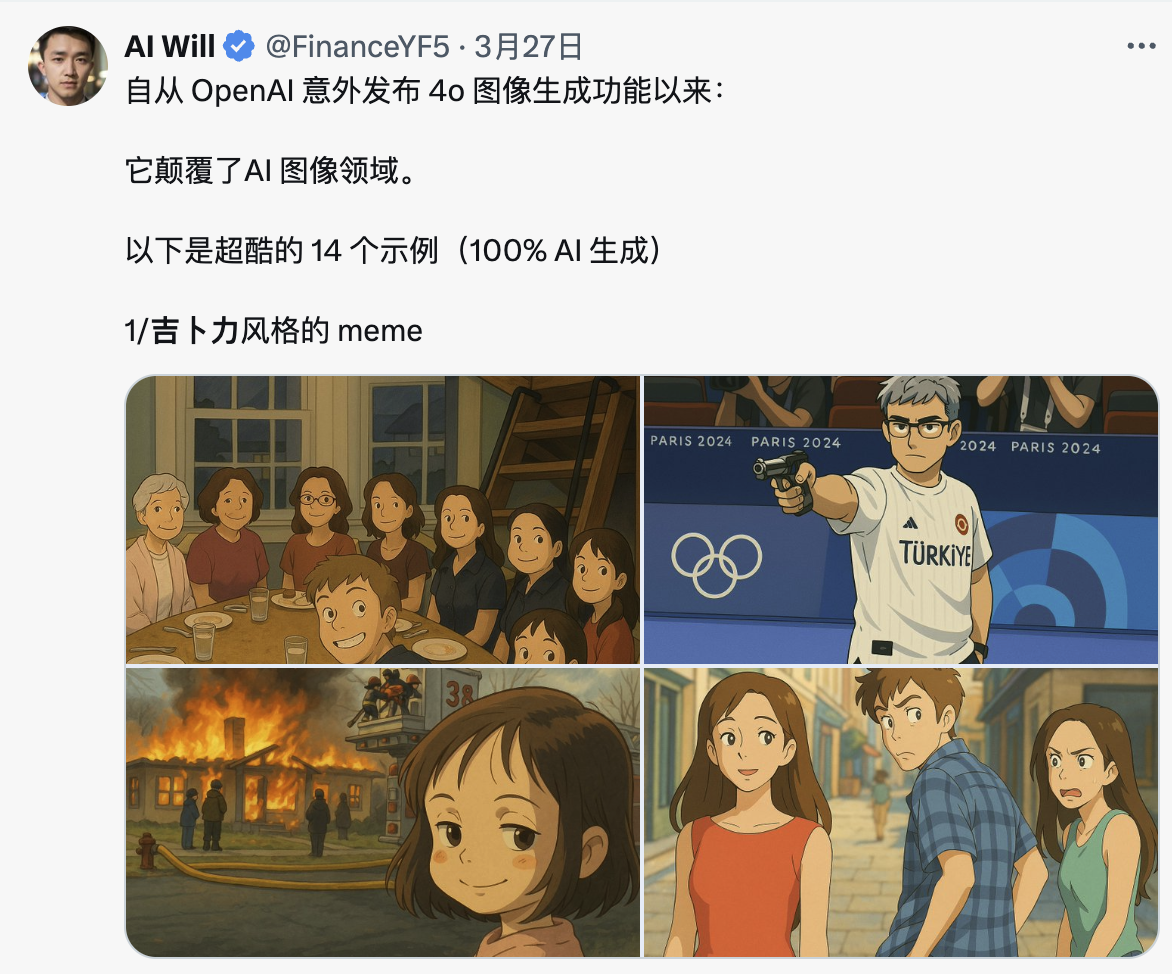 AI Will @FinanceYF5 · 3月27日
自从 OpenAI 意外发布 4o 图像生成功能以来：
它颠覆了AI 图像领域。
以下是超酷的 14 个示例（100% AI 生成）
1/吉卜力风格的 meme
PARIS 2024 PARIS 2024 2024 PARIS 2024
TÜRKİYE
38